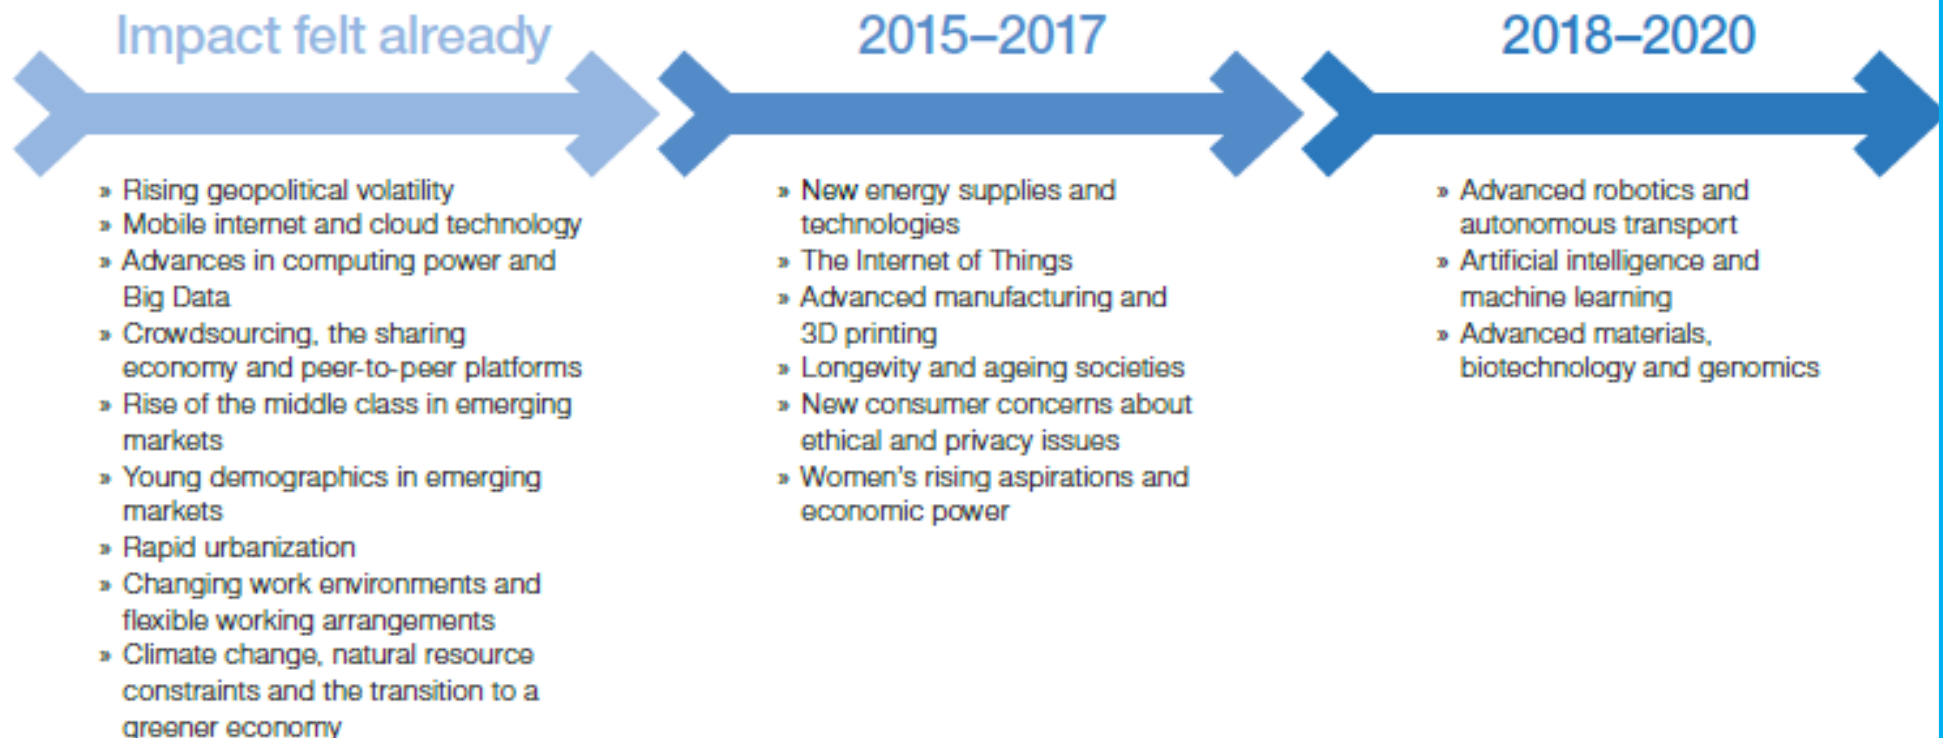 Impact felt already
» Rising geopolitical volatility
» Mobile internet and cloud technology
» Advances in computing power and
Big Data
» Crowdsourcing, the sharing
economy and peer-to-peer platforms
» Rise of the middle class in emerging
markets
» Young demographics in emerging
markets
» Rapid urbanization
» Changing work environments and
flexible working arrangements
» Climate change, natural resource
constraints and the transition to a
greener economy
2015–2017
» New energy supplies and
technologies
» The Internet of Things
» Advanced manufacturing and
3D printing
» Longevity and ageing societies
» New consumer concerns about
ethical and privacy issues
» Women's rising aspirations and
economic power
2018–2020
» Advanced robotics and
autonomous transport
» Artificial intelligence and
machine learning
» Advanced materials,
biotechnology and genomics